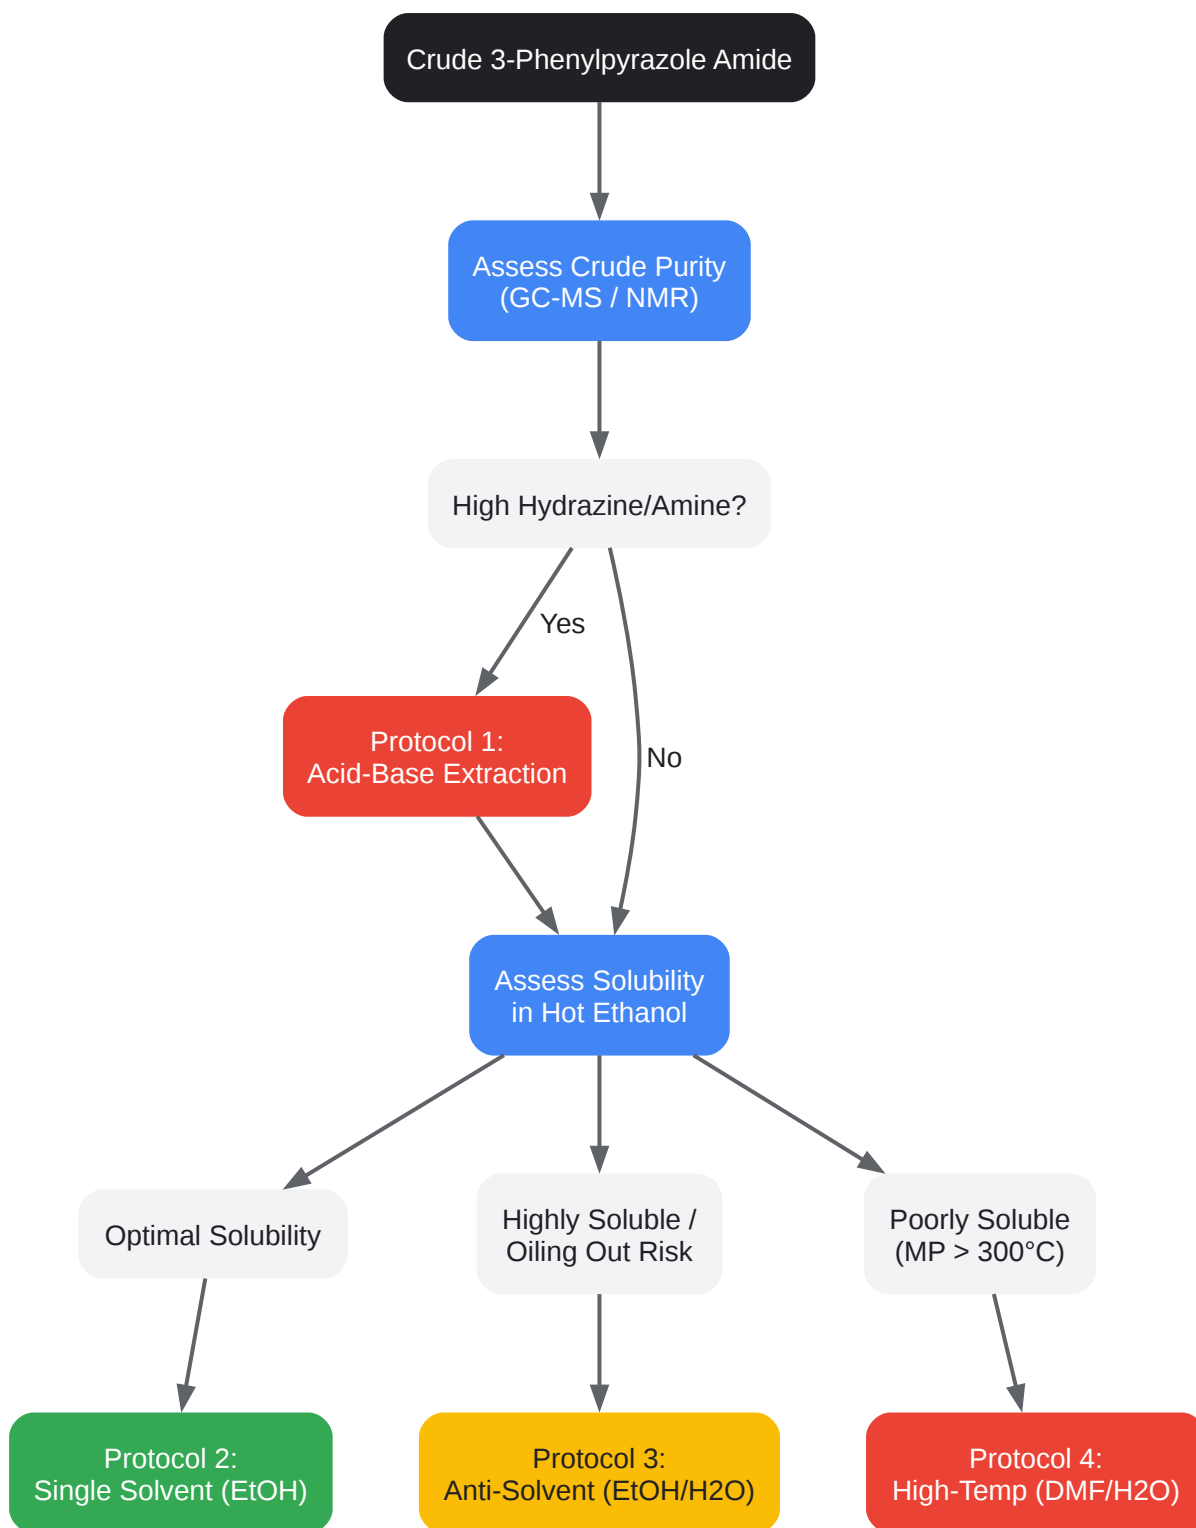 Crude 3-Phenylpyrazole Amide
Assess Crude Purity
(GC-MS / NMR)
High Hydrazine/Amine?
Yes
Protocol 1:
Acid-Base Extraction
No
Assess Solubility
in Hot Ethanol
Optimal Solubility
Highly Soluble /
Oiling Out Risk
Poorly Soluble
(MP > 300°C)
Protocol 2:
Single Solvent (EtOH)
Protocol 3:
Anti-Solvent (EtOH/H2O)
Protocol 4:
High-Temp (DMF/H2O)